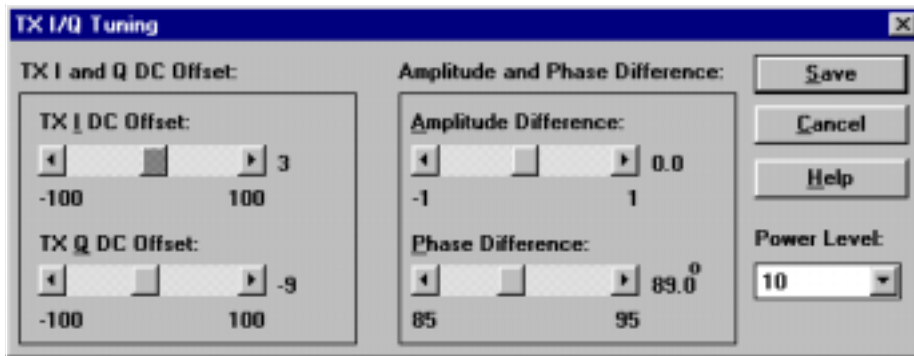 TX I/Q Tuning
TX I and Q DC Offset:
TX I DC Offset:
3
-100 100
TX Q DC Offset:
-9
-100 100
Amplitude and Phase Difference:
Amplitude Difference:
0.0
-1 1
Phase Difference:
89.0°
85 95
Save
Cancel
Help
Power Level:
10